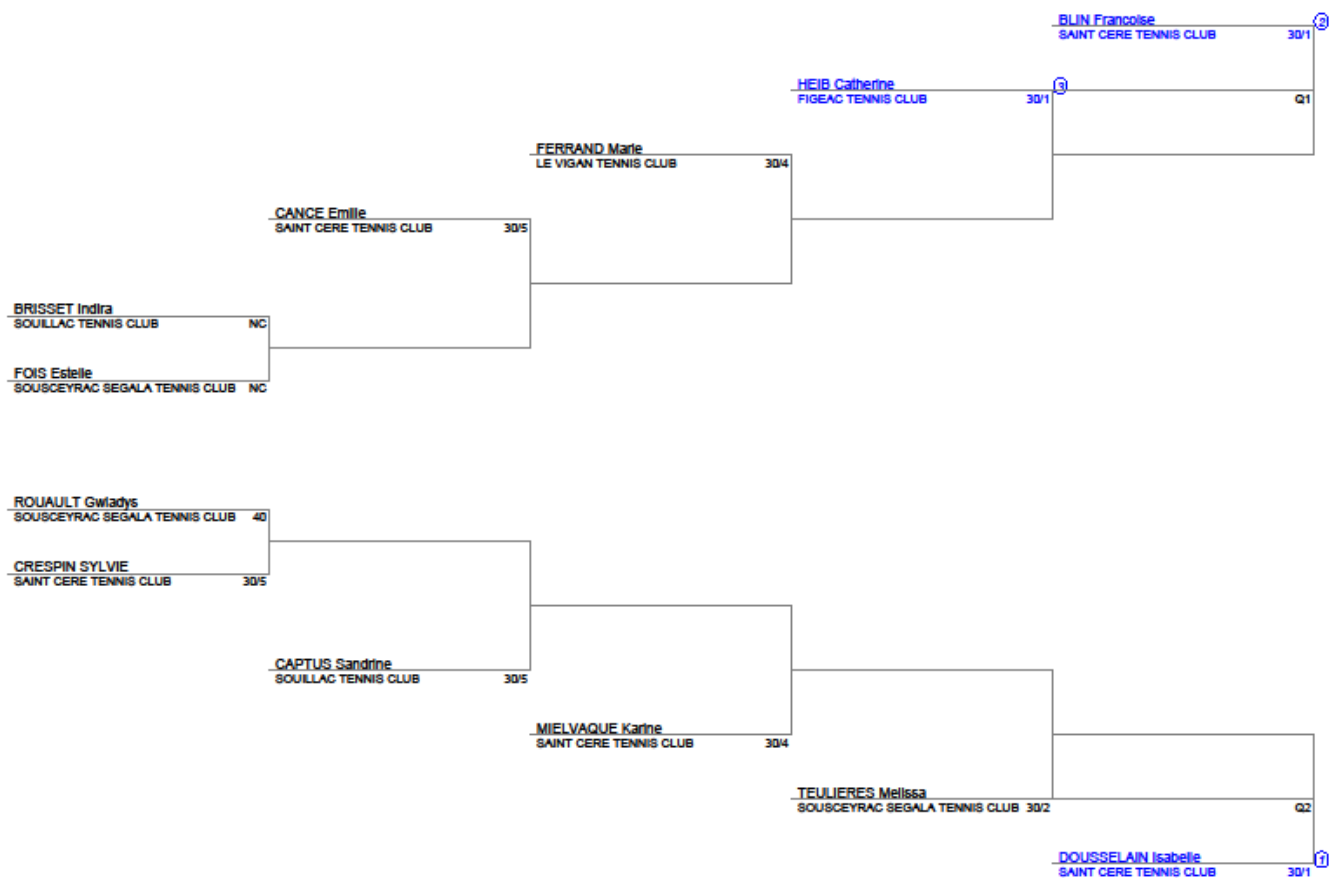 BLIN Francoise 2
SAINT CERE TENNIS CLUB 30/1
HEIB Catherine 3
FIGEAC TENNIS CLUB 30/1 Q1
FERRAND Marie
LE VIGAN TENNIS CLUB 30/4
CANCE Emilie
SAINT CERE TENNIS CLUB 30/5
BRISSET Indira
SOUILLAC TENNIS CLUB NC
FOIS Estelle
SOUSCEYRAC SEGALA TENNIS CLUB NC
ROUAULT Gwladys
SOUSCEYRAC SEGALA TENNIS CLUB 40
CRESPIN SYLVIE
SAINT CERE TENNIS CLUB 30/5
CAPTUS Sandrine
SOUILLAC TENNIS CLUB 30/5
MIELVAQUE Karine
SAINT CERE TENNIS CLUB 30/4
TEULIERES Melissa
SOUSCEYRAC SEGALA TENNIS CLUB 30/2 Q2
DOUSSELAIN Isabelle 1
SAINT CERE TENNIS CLUB 30/1